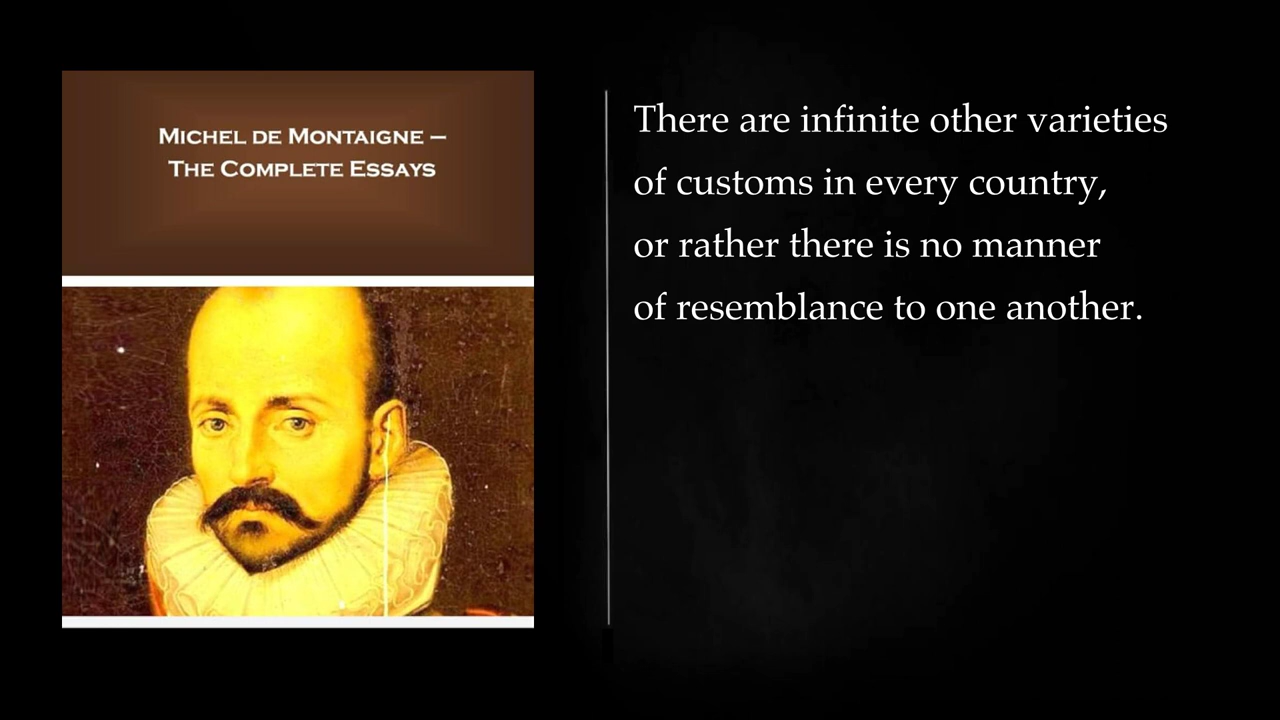 MICHEL DE MONTAIGNE –
THE COMPLETE ESSAYS
There are infinite other varieties
of customs in every country,
or rather there is no manner
of resemblance to one another.